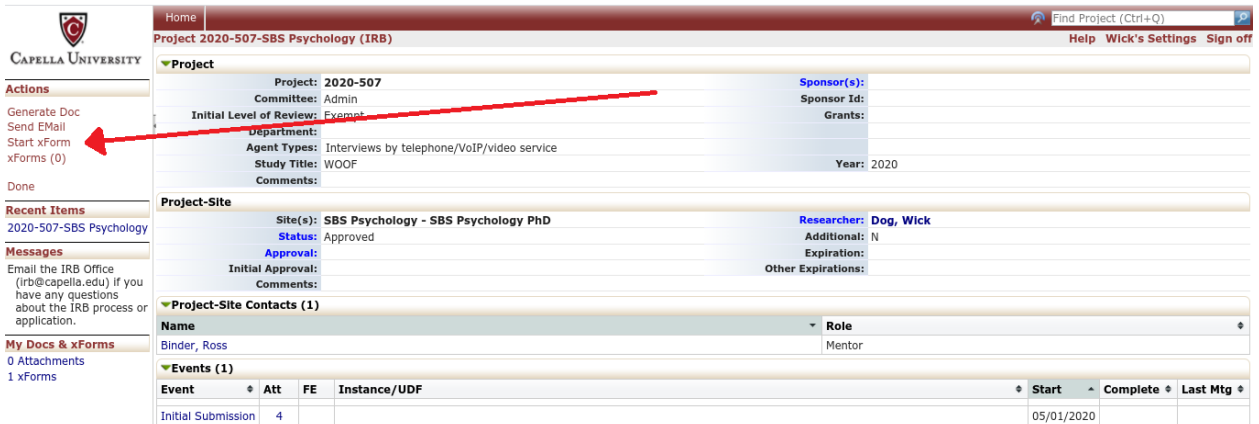 Home
Find Project (Ctrl+Q)
Project 2020-507-SBS Psychology (IRB)
Help Wick's Settings Sign off
C
CAPELLA UNIVERSITY
Actions
Generate Doc
Send EMail
Start xForm
xForms (0)
Done
Recent Items
2020-507-SBS Psychology
Messages
Email the IRB Office
(irb@capella.edu) if you
have any questions
about the IRB process or
application.
My Docs & xForms
0 Attachments
1 xForms
Project
Project: 2020-507
Sponsor(s):
Committee: Admin
Sponsor Id:
Initial Level of Review: Exempt
Grants:
Department:
Agent Types: Interviews by telephone/VoIP/video service
Study Title: WOOF
Year: 2020
Comments:
Project-Site
Site(s): SBS Psychology - SBS Psychology PhD
Researcher: Dog, Wick
Status: Approved
Additional: N
Approval:
Expiration:
Initial Approval:
Other Expirations:
Comments:
Project-Site Contacts (1)
Name Role
Binder, Ross Mentor
Events (1)
Event Att FE Instance/UDF Start Complete Last Mtg
Initial Submission 4 05/01/2020